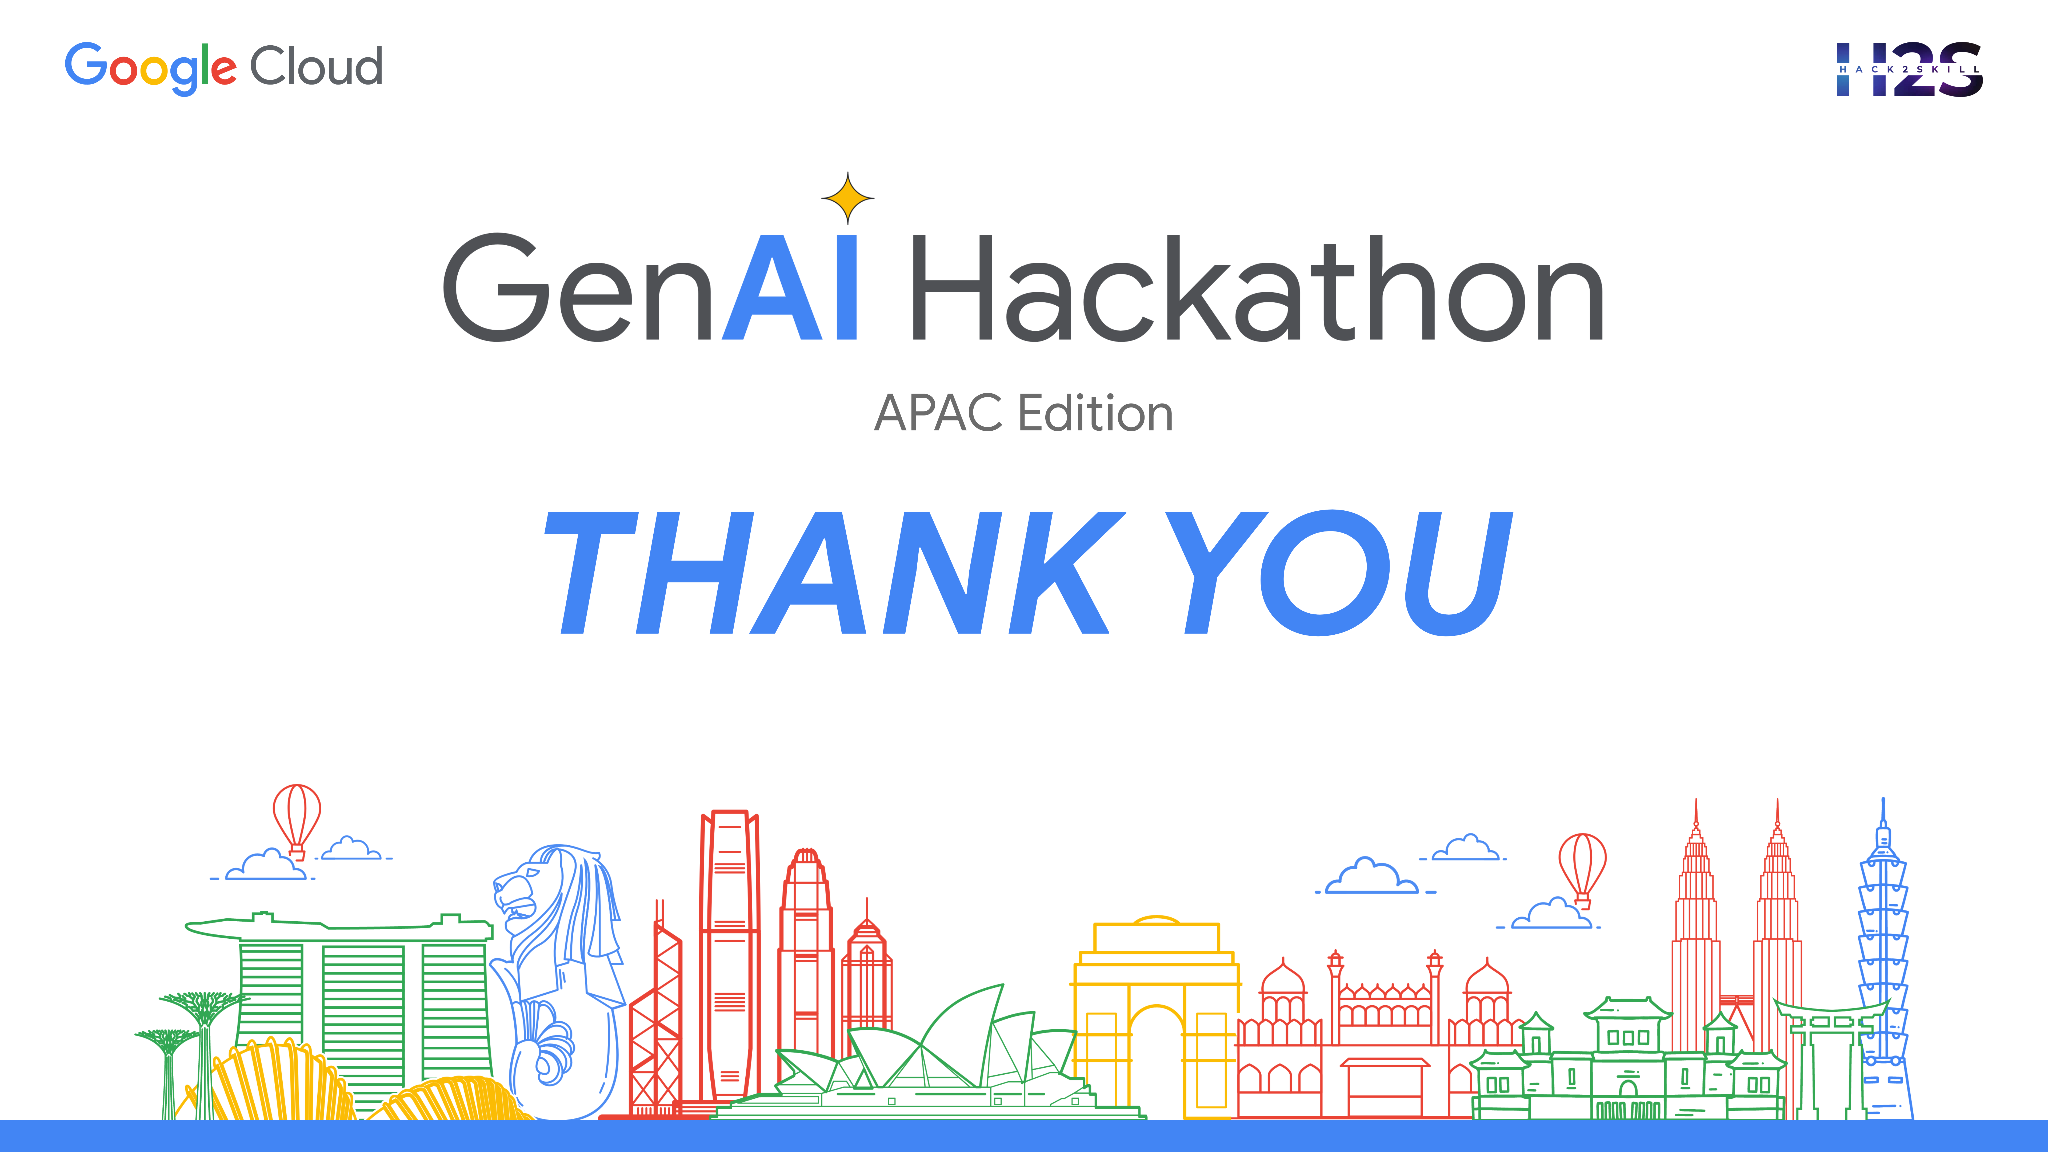 Google Cloud
HACK2SKILL
H2S
GenAI Hackathon
APAC Edition
THANK YOU